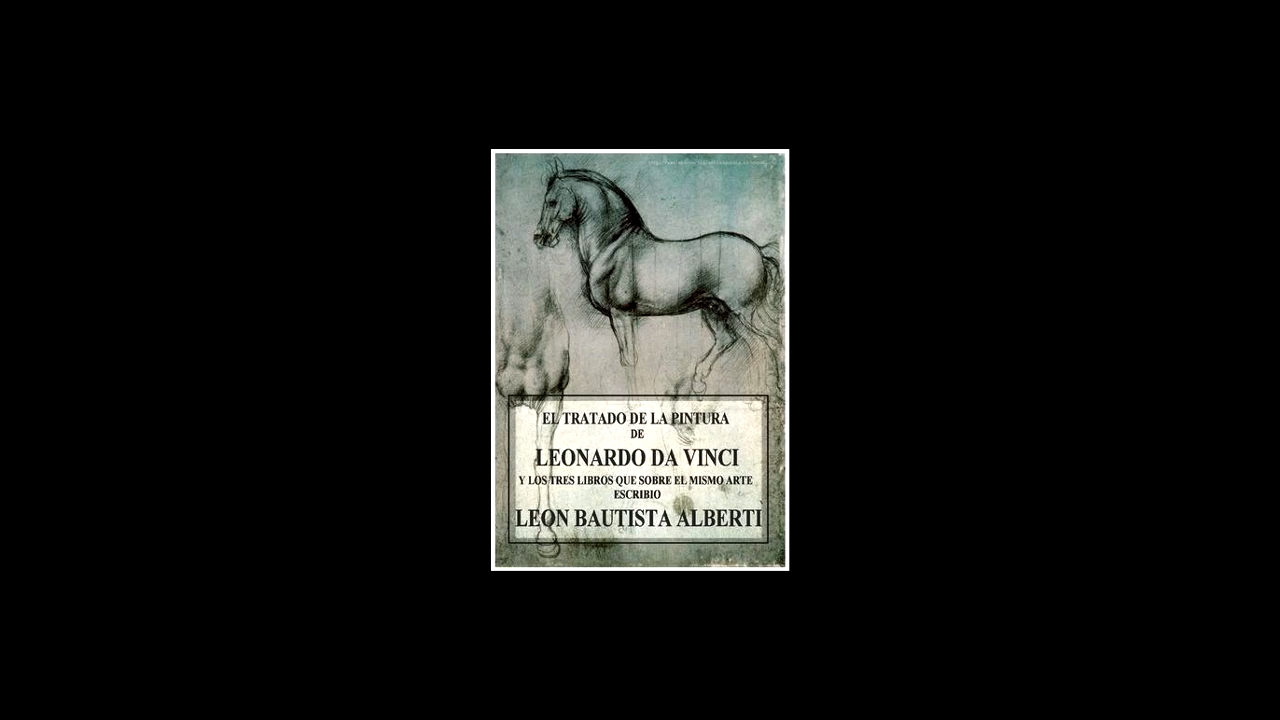 EL TRATADO DE LA PINTURA
DE
LEONARDO DA VINCI
Y LOS TRES LIBROS QUE SOBRE EL MISMO ARTE
ESCRIBIO
LEON BAUTISTA ALBERTI